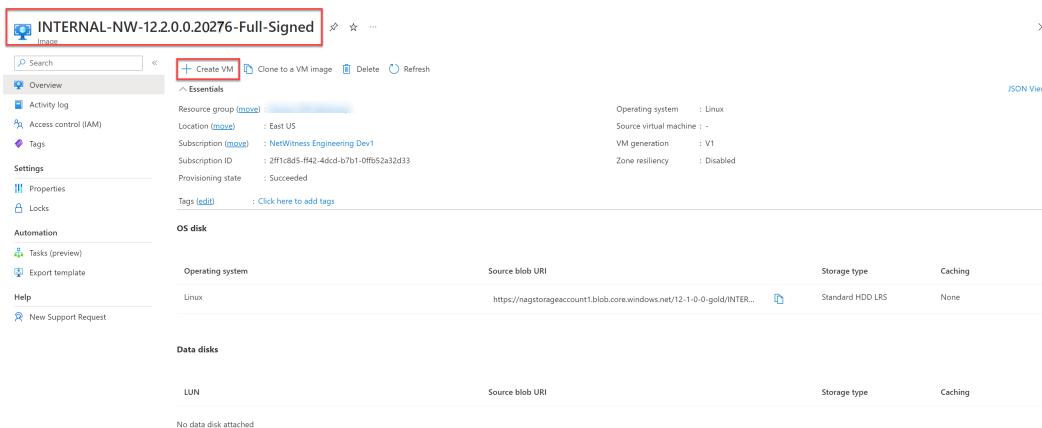 INTERNAL-NW-12.2.0.0.20276-Full-Signed
Image
Search
Create VM Clone to a VM image Delete Refresh
Overview
Activity log
Access control (IAM)
Tags
Settings
Properties
Locks
Automation
Tasks (preview)
Export template
Help
New Support Request
Essentials
JSON View
Resource group (move) :
Location (move) : East US
Subscription (move) : NetWitness Engineering Dev1
Subscription ID : 2ff1c8d5-ff42-4dcd-b7b1-0ffb52a32d33
Provisioning state : Succeeded
Operating system : Linux
Source virtual machine : -
VM generation : V1
Zone resiliency : Disabled
Tags (edit) : Click here to add tags
OS disk
Operating system Source blob URI Storage type Caching
Linux https://nagstorageaccount1.blob.core.windows.net/12-1-0-0-gold/INTER... Standard HDD LRS None
Data disks
LUN Source blob URI Storage type Caching
No data disk attached